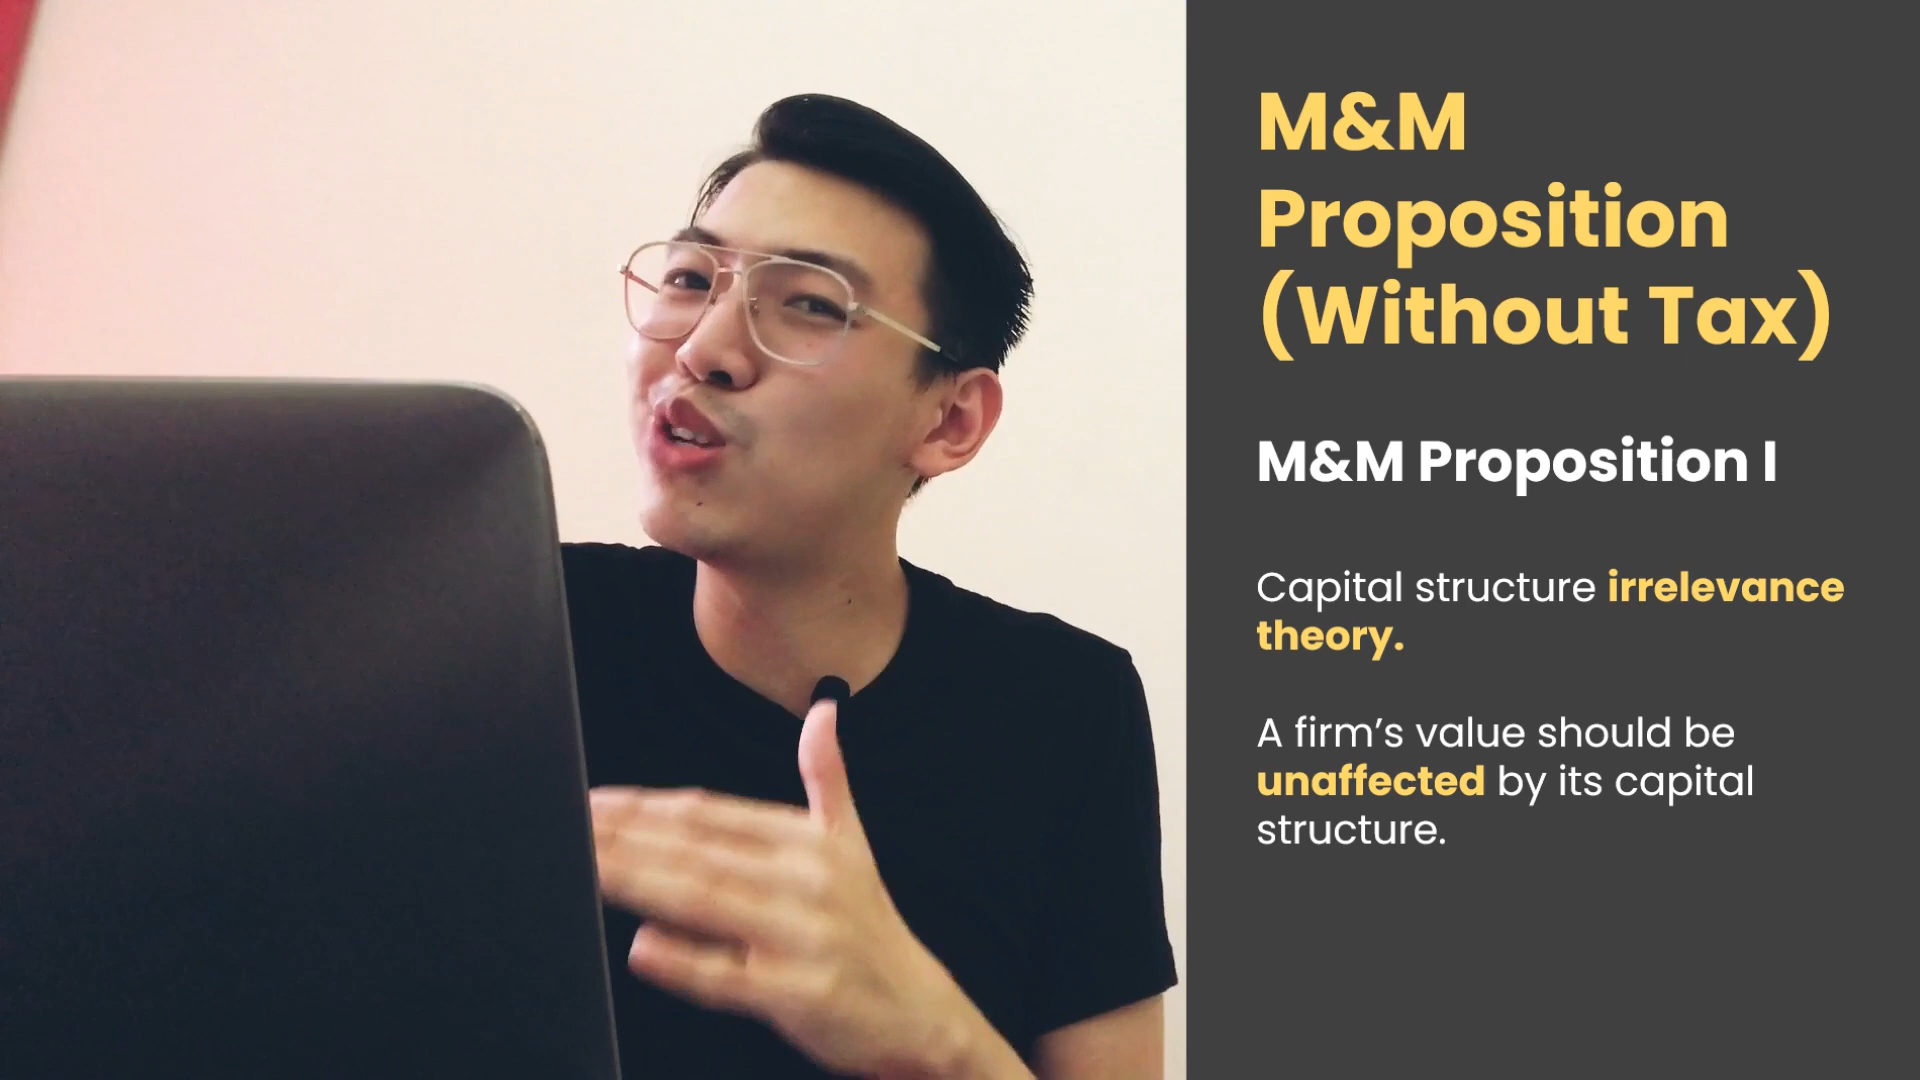 M&M
Proposition
(Without Tax)
M&M Proposition I
Capital structure irrelevance
theory.
A firm’s value should be
unaffected by its capital
structure.